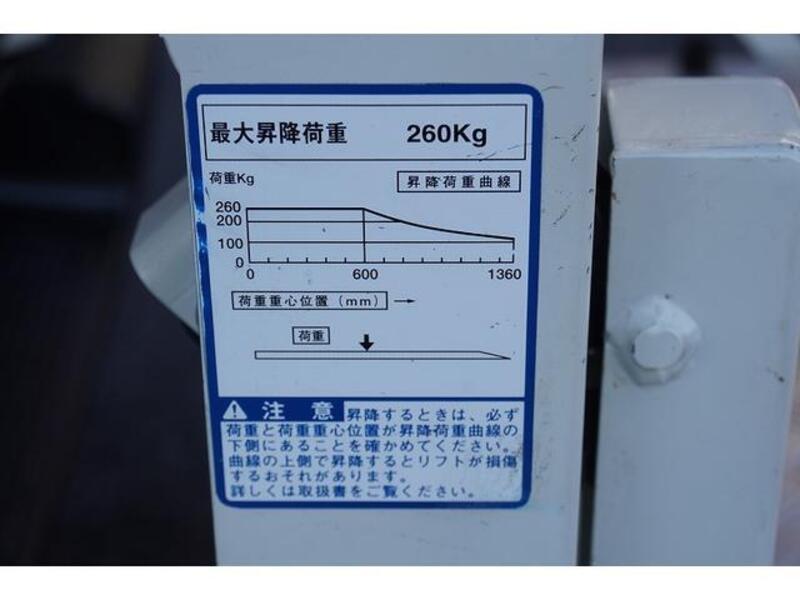 最大昇降荷重 260Kg
荷重Kg
昇降荷重曲線
260
200
100
0
0 600 1360
荷重重心位置(mm) →
荷重
注意 昇降するときは、必ず
荷重と荷重重心位置が昇降荷重曲線の
下側にあることを確かめてください。
曲線の上側で昇降するとリフトが損傷
するおそれがあります。
詳しくは取扱書をご覧ください。